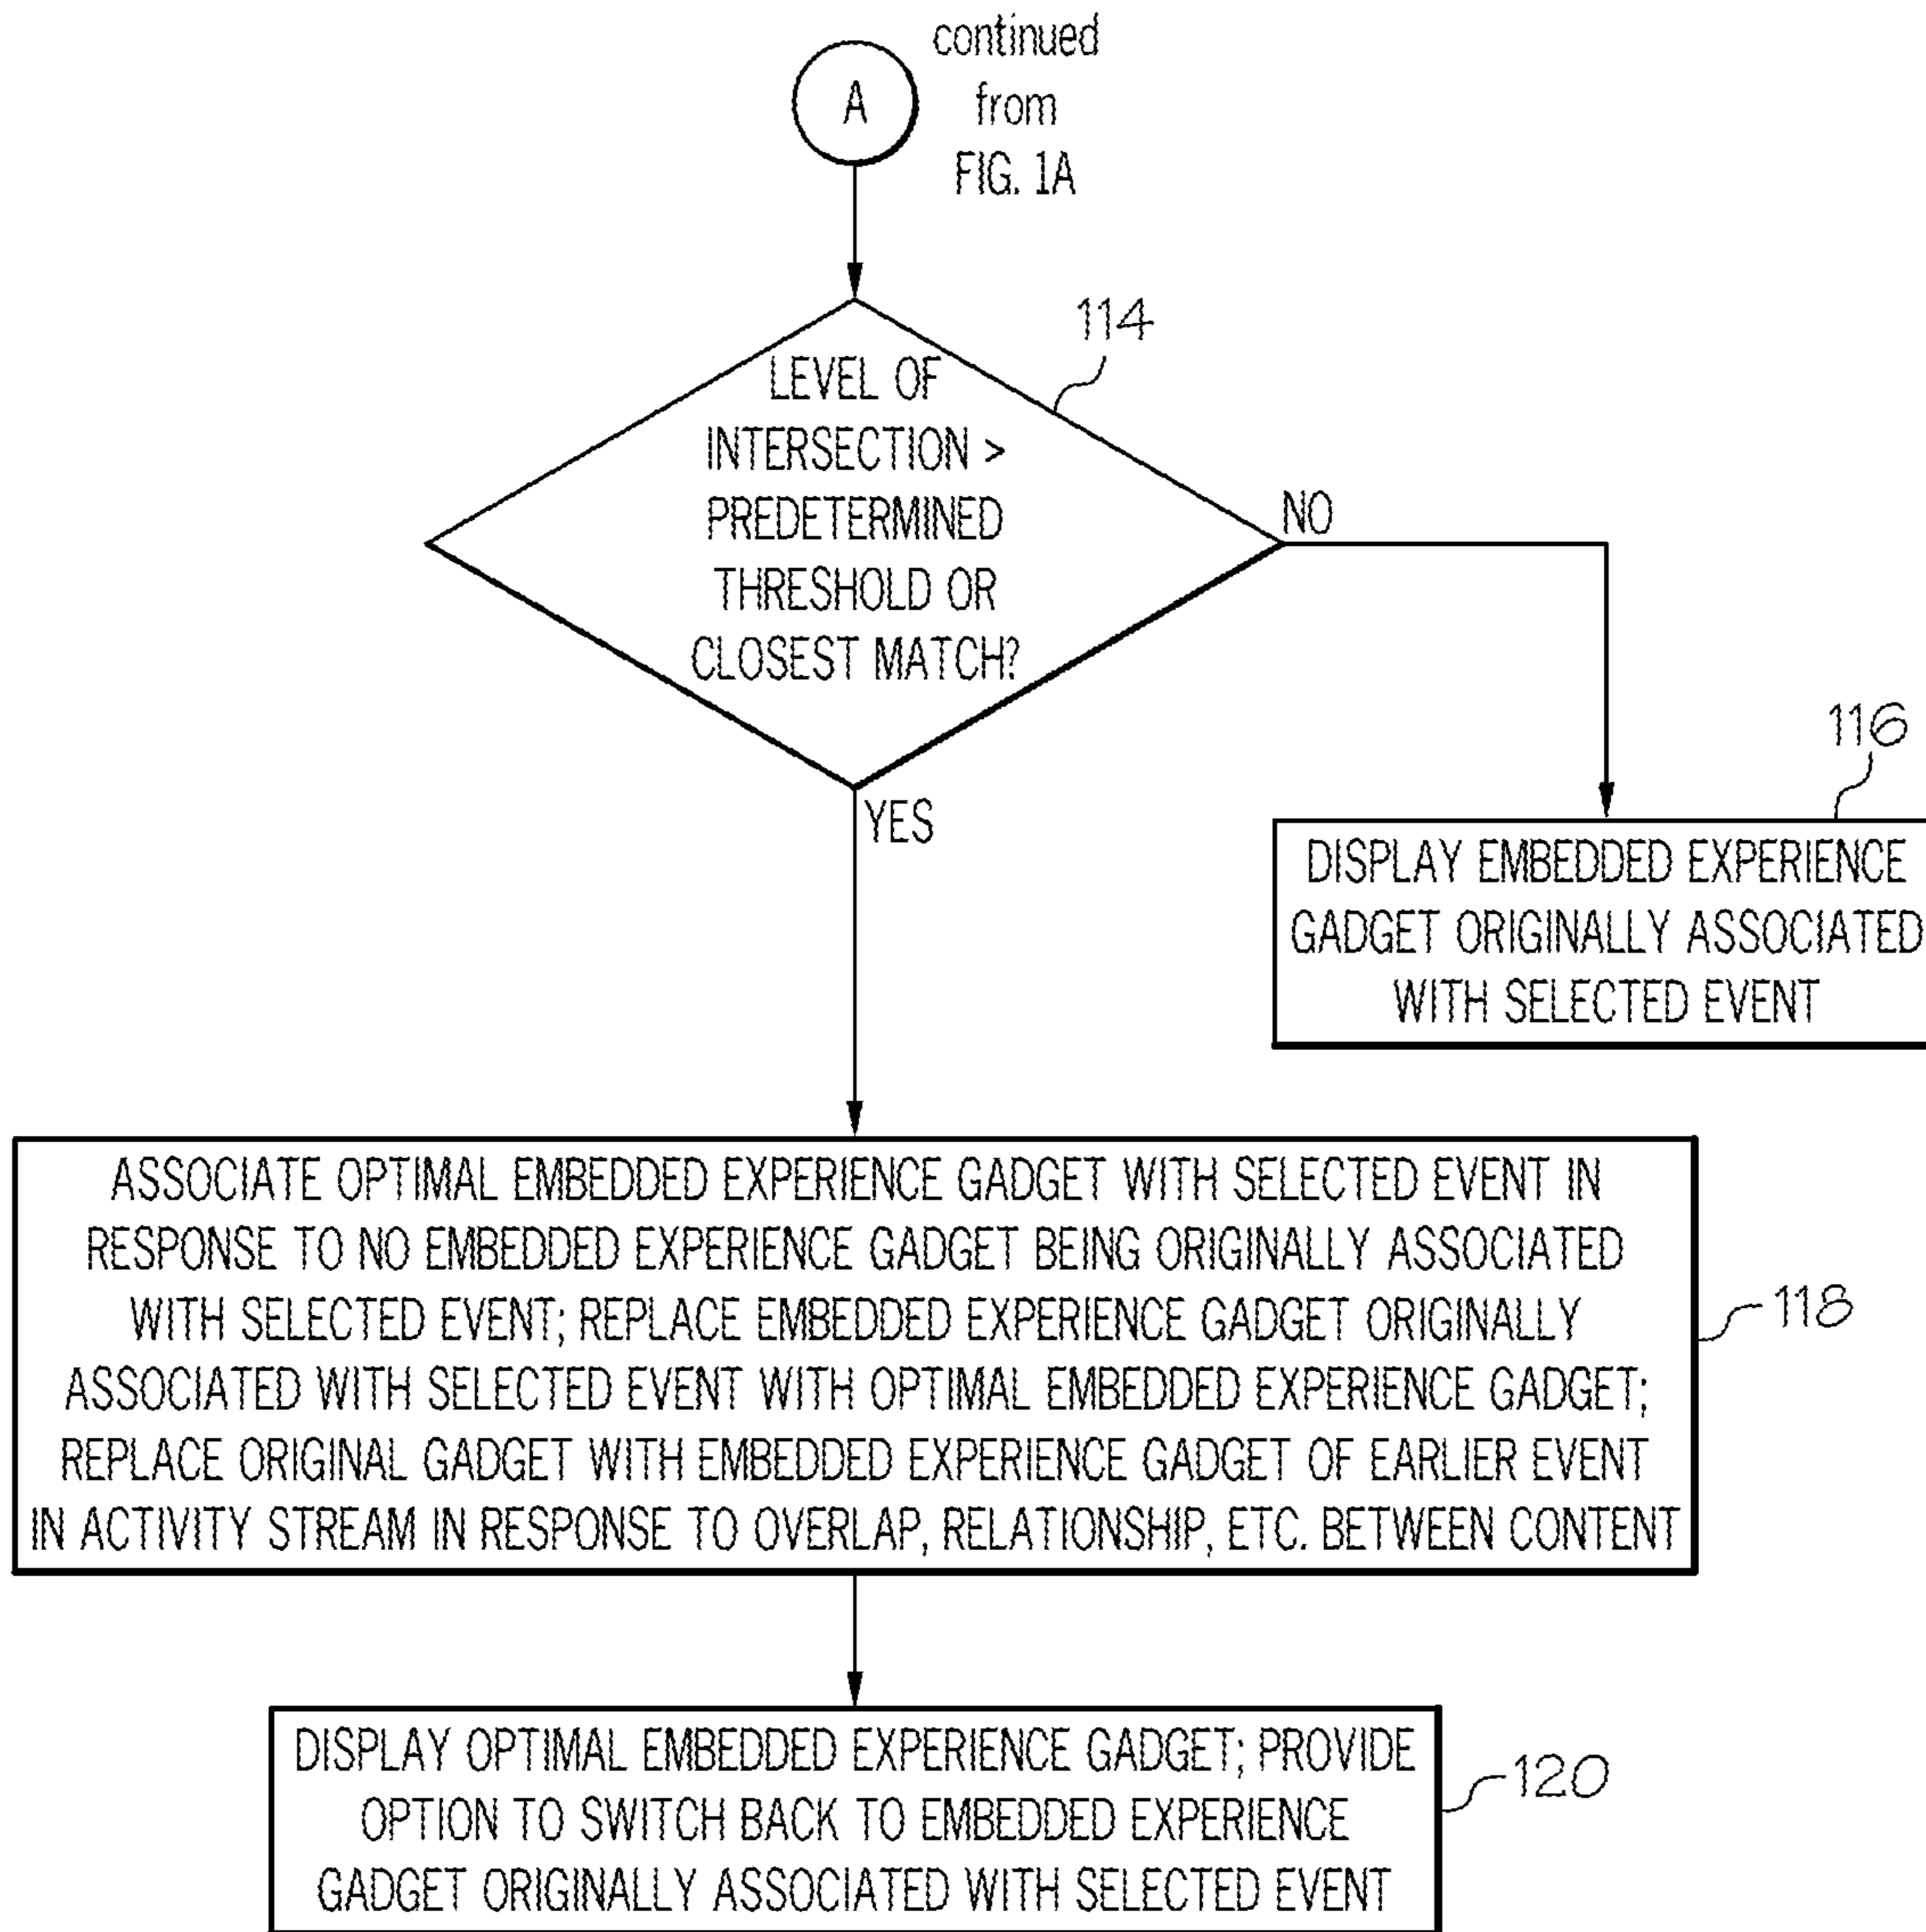 A
continued
from
FIG. 1A
114
LEVEL OF
INTERSECTION >
PREDETERMINED
THRESHOLD OR
CLOSEST MATCH?
NO
YES
116
DISPLAY EMBEDDED EXPERIENCE
GADGET ORIGINALLY ASSOCIATED
WITH SELECTED EVENT
ASSOCIATE OPTIMAL EMBEDDED EXPERIENCE GADGET WITH SELECTED EVENT IN
RESPONSE TO NO EMBEDDED EXPERIENCE GADGET BEING ORIGINALLY ASSOCIATED
WITH SELECTED EVENT; REPLACE EMBEDDED EXPERIENCE GADGET ORIGINALLY
ASSOCIATED WITH SELECTED EVENT WITH OPTIMAL EMBEDDED EXPERIENCE GADGET;
REPLACE ORIGINAL GADGET WITH EMBEDDED EXPERIENCE GADGET OF EARLIER EVENT
IN ACTIVITY STREAM IN RESPONSE TO OVERLAP, RELATIONSHIP, ETC. BETWEEN CONTENT
118
DISPLAY OPTIMAL EMBEDDED EXPERIENCE GADGET; PROVIDE
OPTION TO SWITCH BACK TO EMBEDDED EXPERIENCE
GADGET ORIGINALLY ASSOCIATED WITH SELECTED EVENT
120